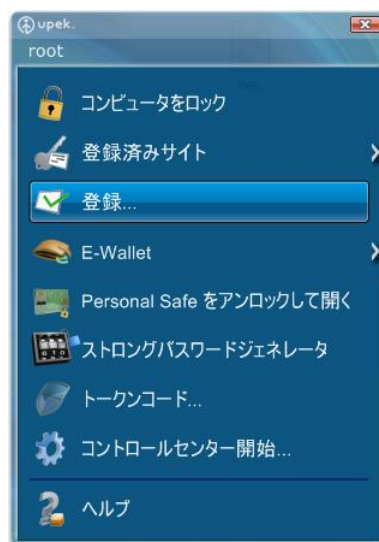 upek.
root
コンピュータをロック
登録済みサイト
登録...
E-Wallet
Personal Safe をアンロックして開く
ストロングパスワードジェネレータ
トークンコード...
コントロールセンター開始...
ヘルプ